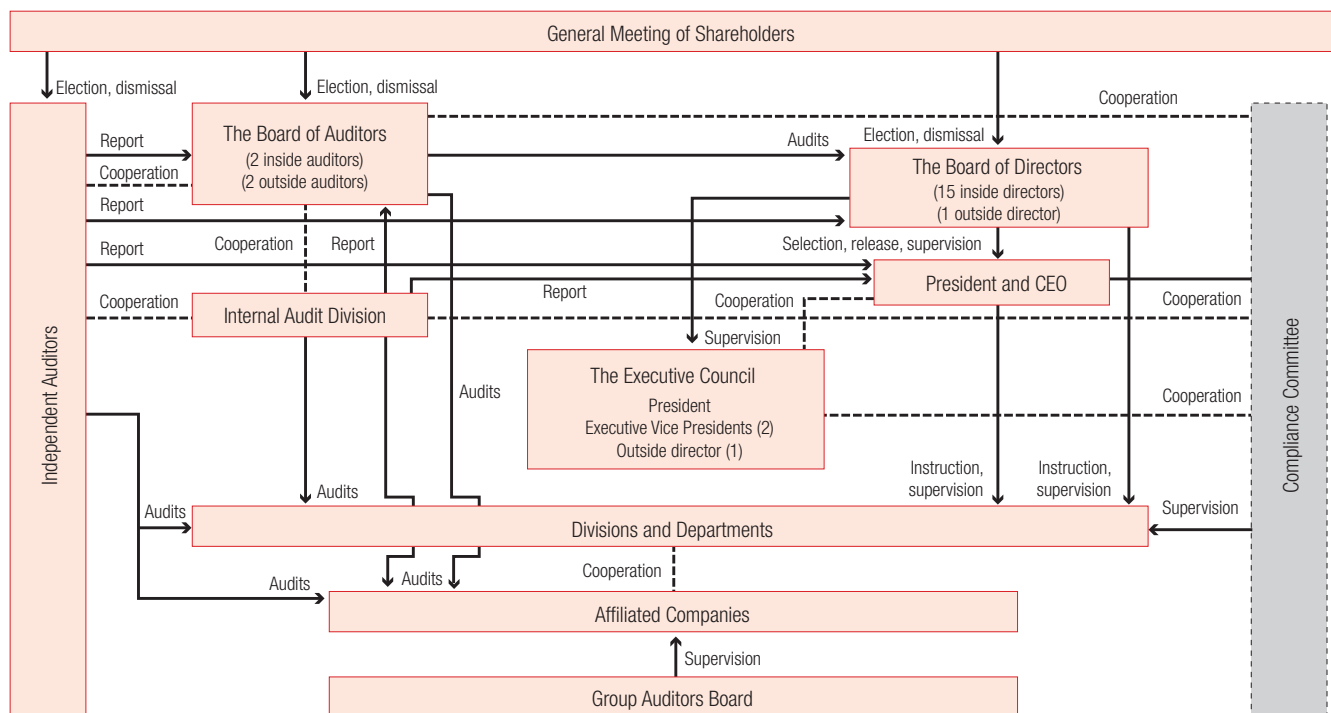 General Meeting of Shareholders
Election, dismissal
Election, dismissal
Cooperation
The Board of Auditors
(2 inside auditors)
(2 outside auditors)
Report
Cooperation
Audits
Election, dismissal
The Board of Directors
(15 inside directors)
(1 outside director)
Report
Cooperation
Report
Selection, release, supervision
Report
President and CEO
Report
Cooperation
Cooperation
Cooperation
Internal Audit Division
Supervision
The Executive Council
President
Executive Vice Presidents (2)
Outside director (1)
Audits
Cooperation
Independent Auditors
Compliance Committee
Instruction,
supervision
Instruction,
supervision
Audits
Audits
Supervision
Divisions and Departments
Cooperation
Audits
Audits
Affiliated Companies
Supervision
Group Auditors Board